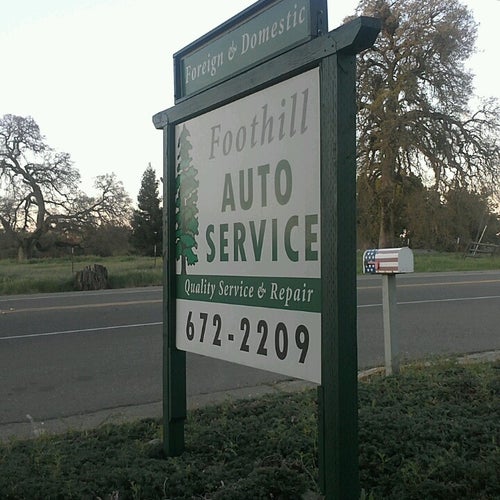 Foreign & Domestic
Foothill
AUTO
SERVICE
Quality Service & Repair
672-2209